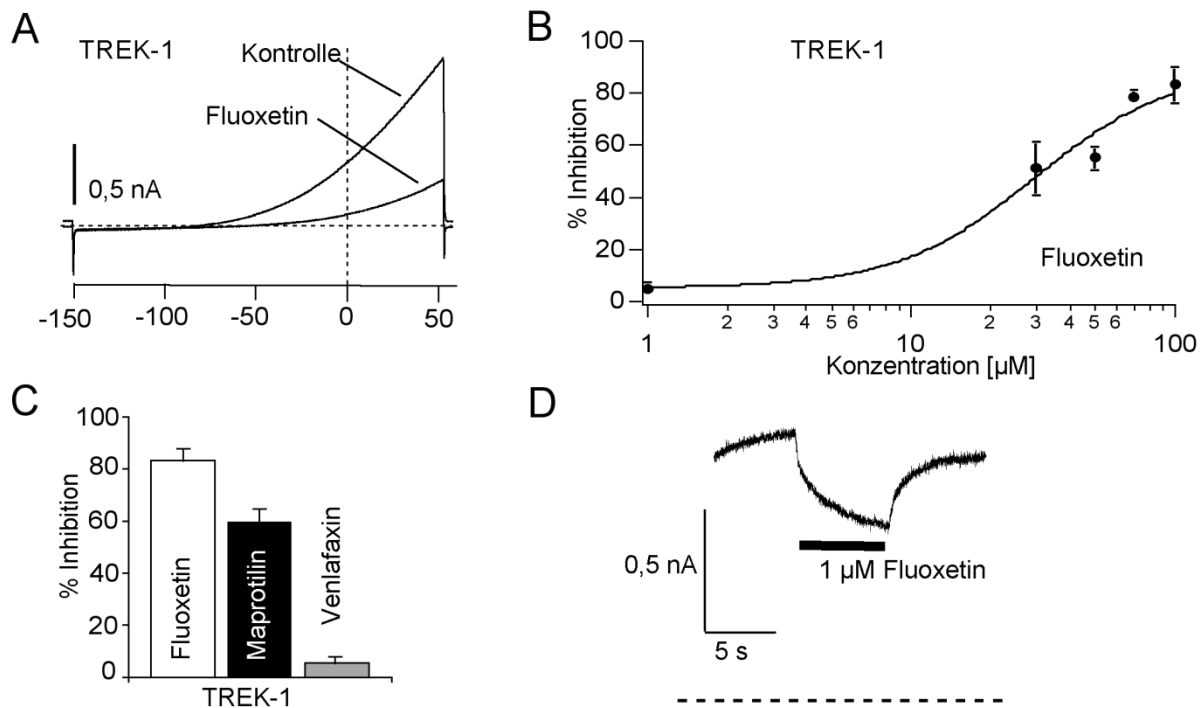 A
TREK-1
Kontrolle
Fluoxetin
0,5 nA
-150
-100
-50
0
50
B
TREK-1
100
80
60
40
20
0
% Inhibition
Fluoxetin
2
3
4
5
6
2
3
4
5
6
1
10
100
Konzentration [µM]
C
100
80
60
40
20
0
% Inhibition
Fluoxetin
Maprotilin
Venlafaxin
TREK-1
D
0,5 nA
1 µM Fluoxetin
5 s